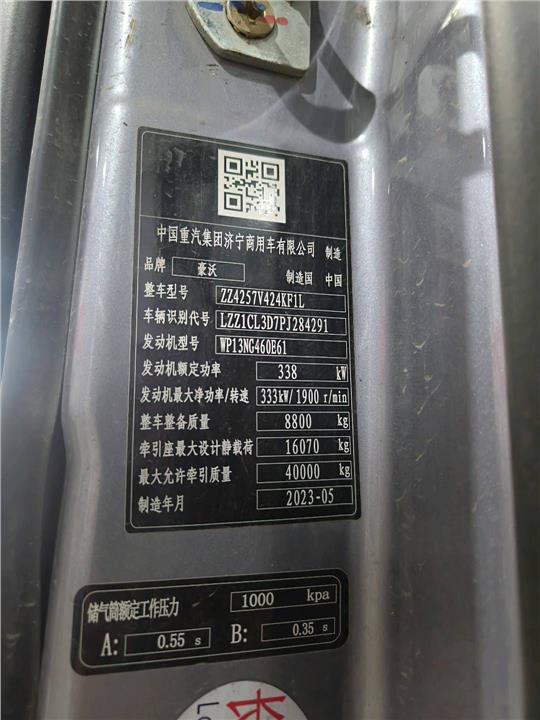 中国重汽集团济宁商用车有限公司 制造
品牌 豪沃 制造国 中国
整车型号 ZZ4257V424KF1L
车辆识别代号 LZZ1CL3D7PJ284291
发动机型号 WP13NG460E61
发动机额定功率 338 kW
发动机最大净功率/转速 333kW/1900 r/min
整车整备质量 8800 kg
牵引座最大设计静载荷 16070 kg
最大允许牵引质量 40000 kg
制造年月 2023-05
储气筒额定工作压力 1000 kpa
A: 0.55 s B: 0.35 s